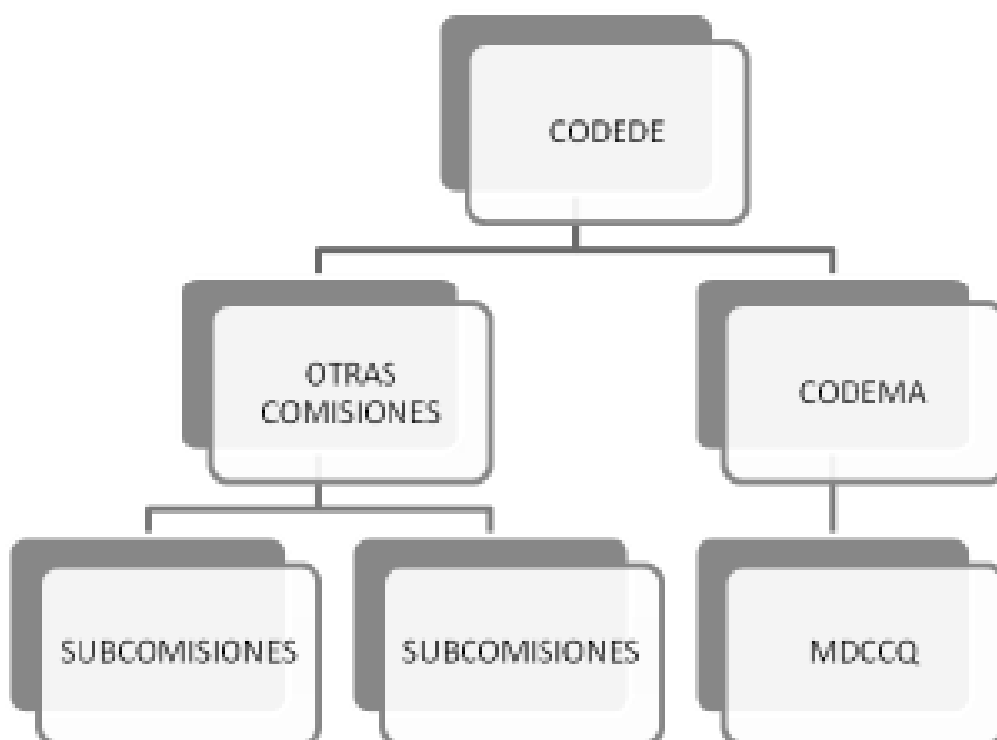 CODEDE
OTRAS
COMISIONES
CODEMA
SUBCOMISIONES
SUBCOMISIONES
MDCCQ